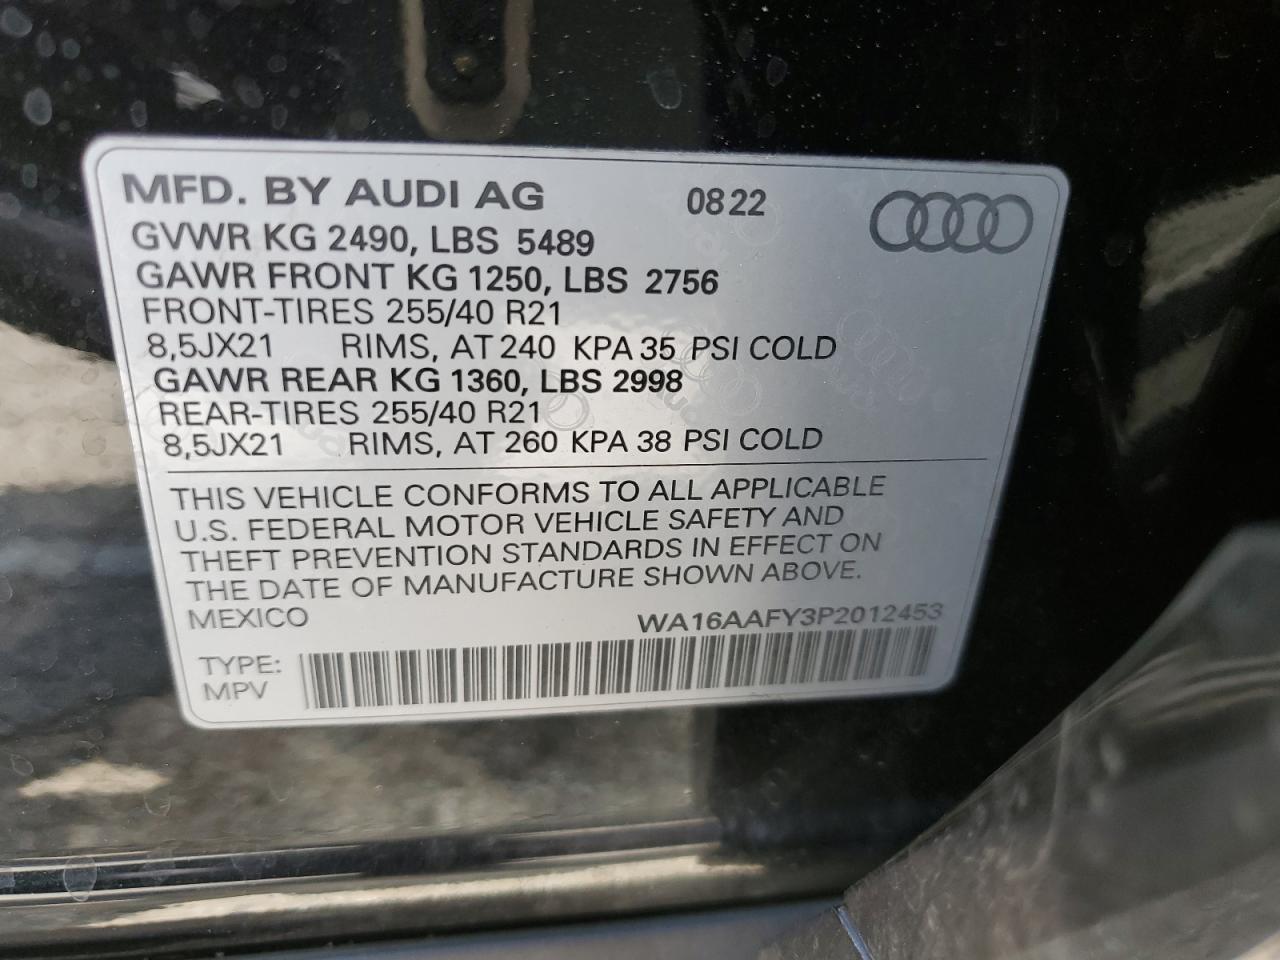 MFD. BY AUDI AG 0822
GVWR KG 2490, LBS 5489
GAWR FRONT KG 1250, LBS 2756
FRONT-TIRES 255/40 R21
8,5JX21 RIMS, AT 240 KPA 35 PSI COLD
GAWR REAR KG 1360, LBS 2998
REAR-TIRES 255/40 R21
8,5JX21 RIMS, AT 260 KPA 38 PSI COLD
THIS VEHICLE CONFORMS TO ALL APPLICABLE
U.S. FEDERAL MOTOR VEHICLE SAFETY AND
THEFT PREVENTION STANDARDS IN EFFECT ON
THE DATE OF MANUFACTURE SHOWN ABOVE.
MEXICO WA16AAFY3P2012453
TYPE:
MPV